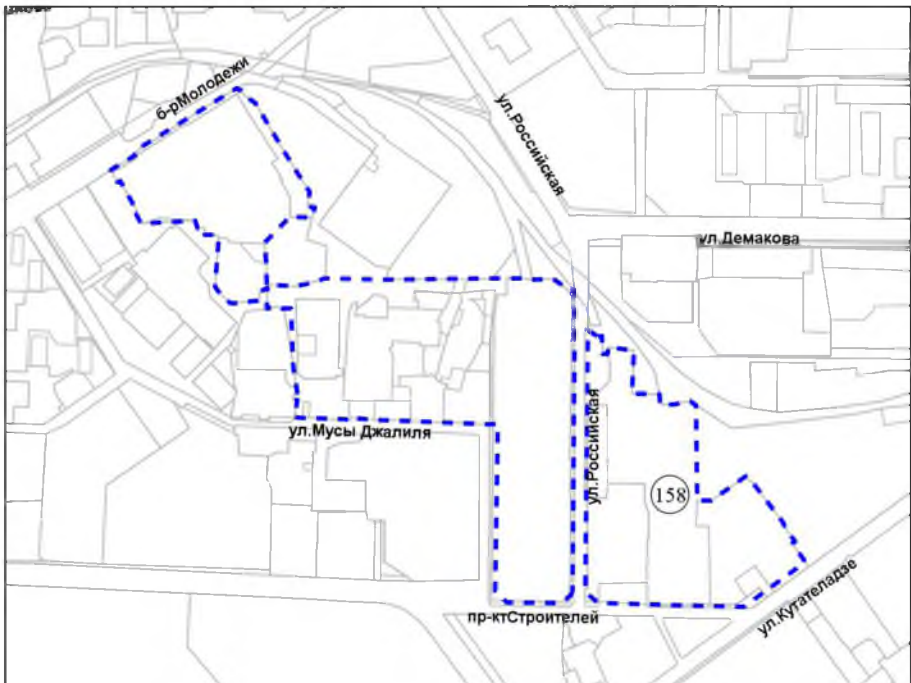 б-рМолодежи
ул.Российская
ул.Демакова
ул.Российская
ул.Мусы Джалиля
158
пр-ктСтроителей
ул.Кутателадзе